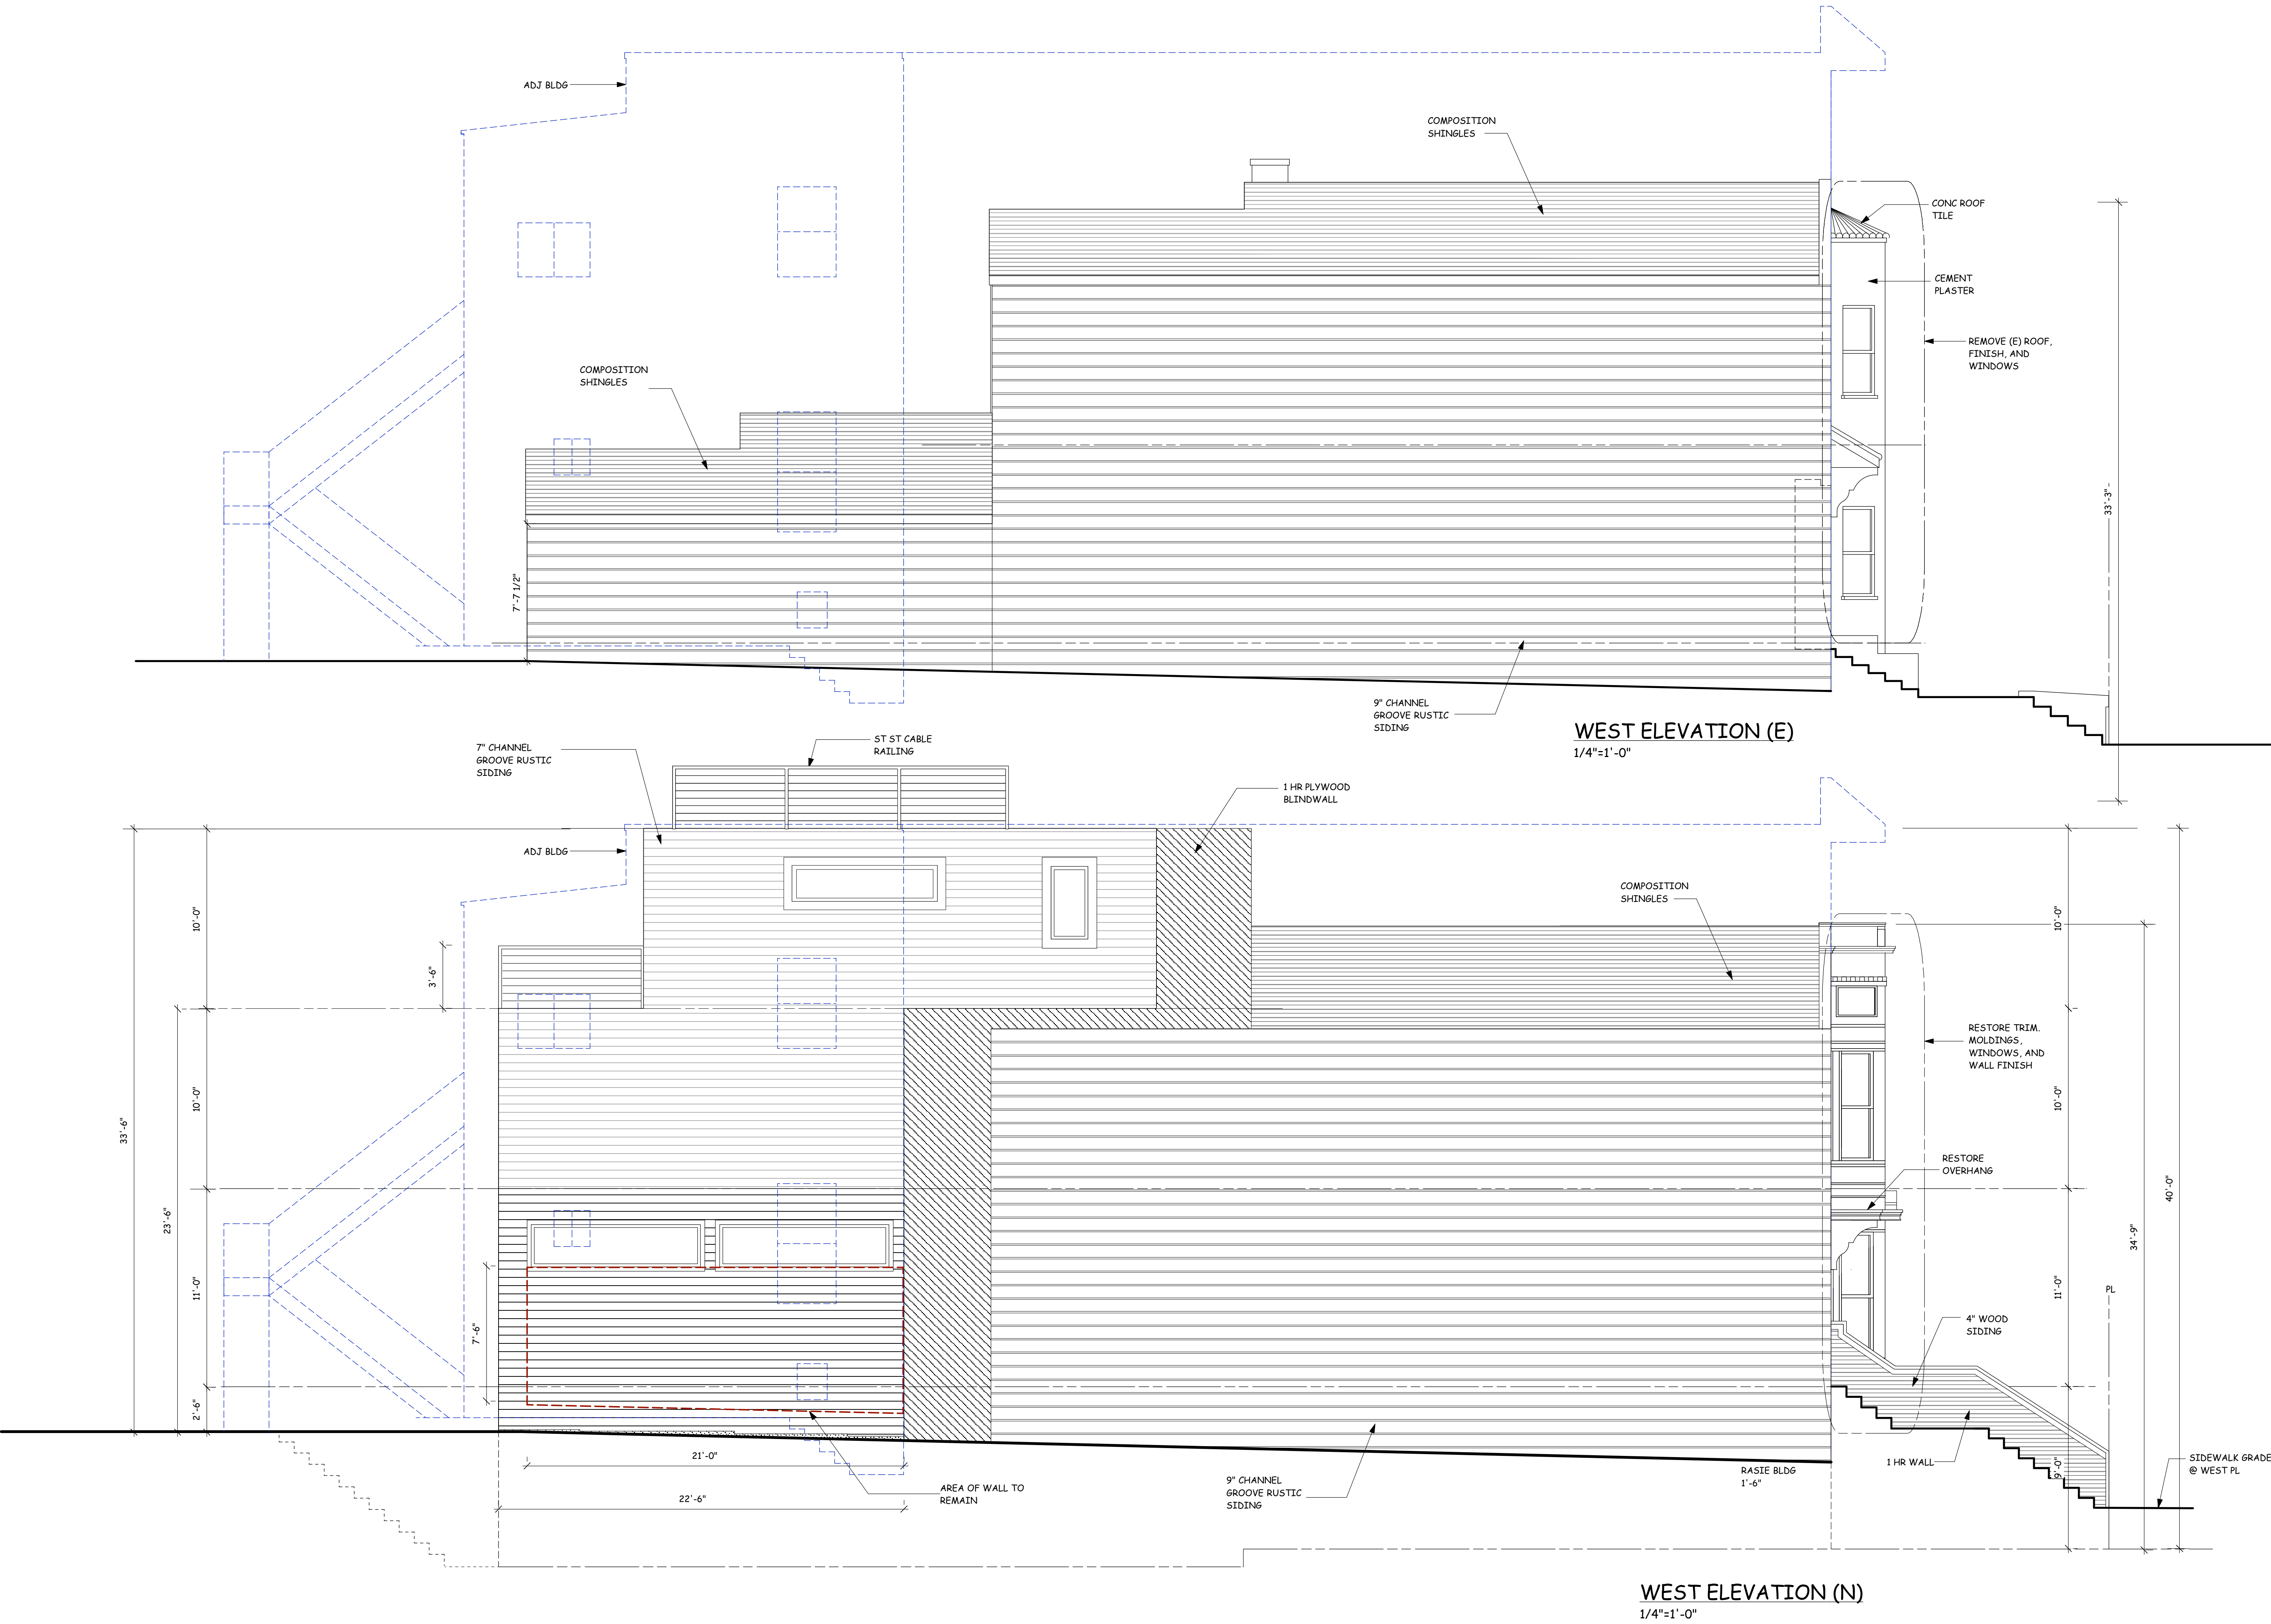 ADJ BLDG
COMPOSITION
SHINGLES
CONC ROOF
TILE
CEMENT
PLASTER
REMOVE (E) ROOF,
FINISH, AND
WINDOWS
COMPOSITION
SHINGLES
33'-3"
7'-7 1/2"
9" CHANNEL
GROOVE RUSTIC
SIDING
WEST ELEVATION (E)
1/4"=1'-0"
7" CHANNEL
GROOVE RUSTIC
SIDING
ST ST CABLE
RAILING
1 HR PLYWOOD
BLINDWALL
ADJ BLDG
COMPOSITION
SHINGLES
10'-0"
10'-0"
3'-6"
RESTORE TRIM.
MOLDINGS,
WINDOWS, AND
WALL FINISH
10'-0"
10'-0"
33'-6"
RESTORE
OVERHANG
40'-0"
23'-6"
34'-9"
11'-0"
11'-0"
PL
7'-6"
4" WOOD
SIDING
2'-6"
21'-0"
9'-0"
1 HR WALL
SIDEWALK GRADE
@ WEST PL
RASIE BLDG
1'-6"
AREA OF WALL TO
REMAIN
22'-6"
9" CHANNEL
GROOVE RUSTIC
SIDING
WEST ELEVATION (N)
1/4"=1'-0"